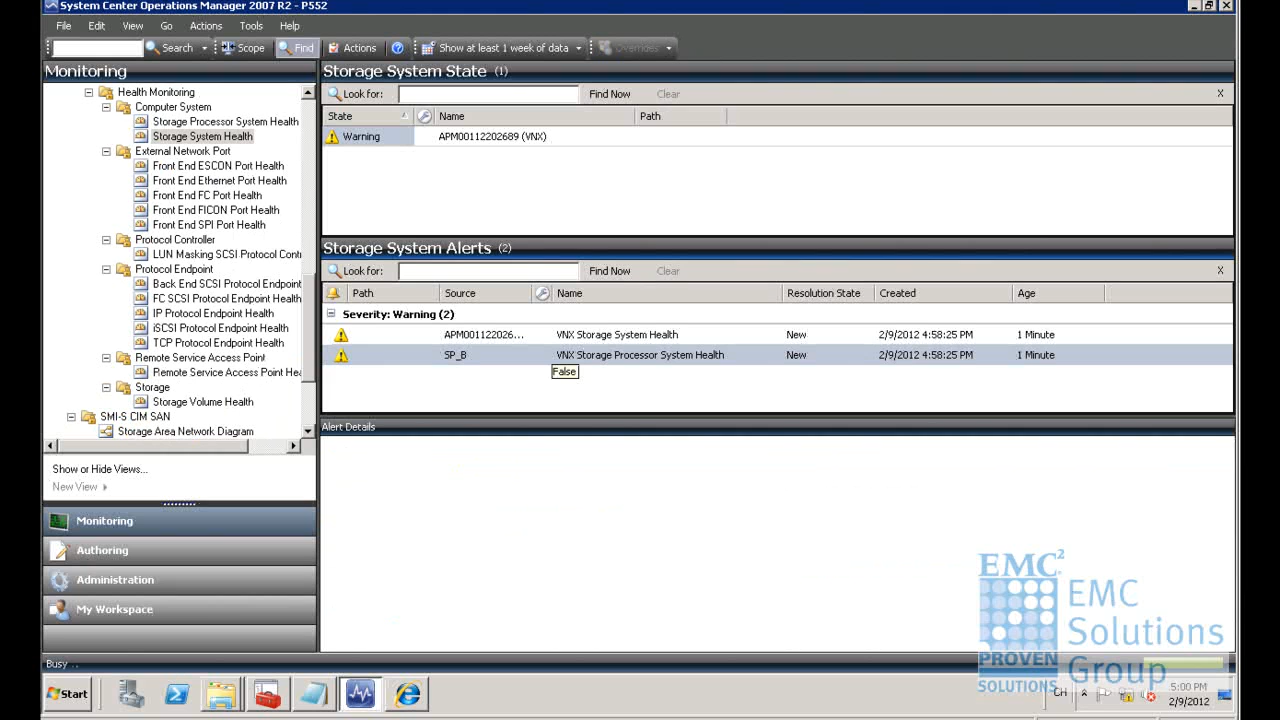 System Center Operations Manager 2007 R2 - P552
File Edit View Go Actions Tools Help
Search Scope Find Actions Show at least 1 week of data Overrides
Monitoring
Health Monitoring
Computer System
Storage Processor System Health
Storage System Health
External Network Port
Front End ESCON Port Health
Front End Ethernet Port Health
Front End FC Port Health
Front End FICON Port Health
Front End SPI Port Health
Protocol Controller
LUN Masking SCSI Protocol Contr
Protocol Endpoint
Back End SCSI Protocol Endpoint
FC SCSI Protocol Endpoint Health
IP Protocol Endpoint Health
iSCSI Protocol Endpoint Health
TCP Protocol Endpoint Health
Remote Service Access Point
Remote Service Access Point Hea
Storage
Storage Volume Health
SMI-S CIM SAN
Storage Area Network Diagram
Show or Hide Views...
New View
Monitoring
Authoring
Administration
My Workspace
Storage System State (1)
Look for: Find Now Clear x
State Name Path
Warning APM00112202689 (VNX)
Storage System Alerts (2)
Look for: Find Now Clear x
Path Source Name Resolution State Created Age
Severity: Warning (2)
APM001122026... VNX Storage System Health New 2/9/2012 4:58:25 PM 1 Minute
SP_B VNX Storage Processor System Health New 2/9/2012 4:58:25 PM 1 Minute
False
Alert Details
EMC²
PROVEN
SOLUTIONS
EMC
Solutions
Group
Busy ..
Start
CH
5:00 PM
2/9/2012